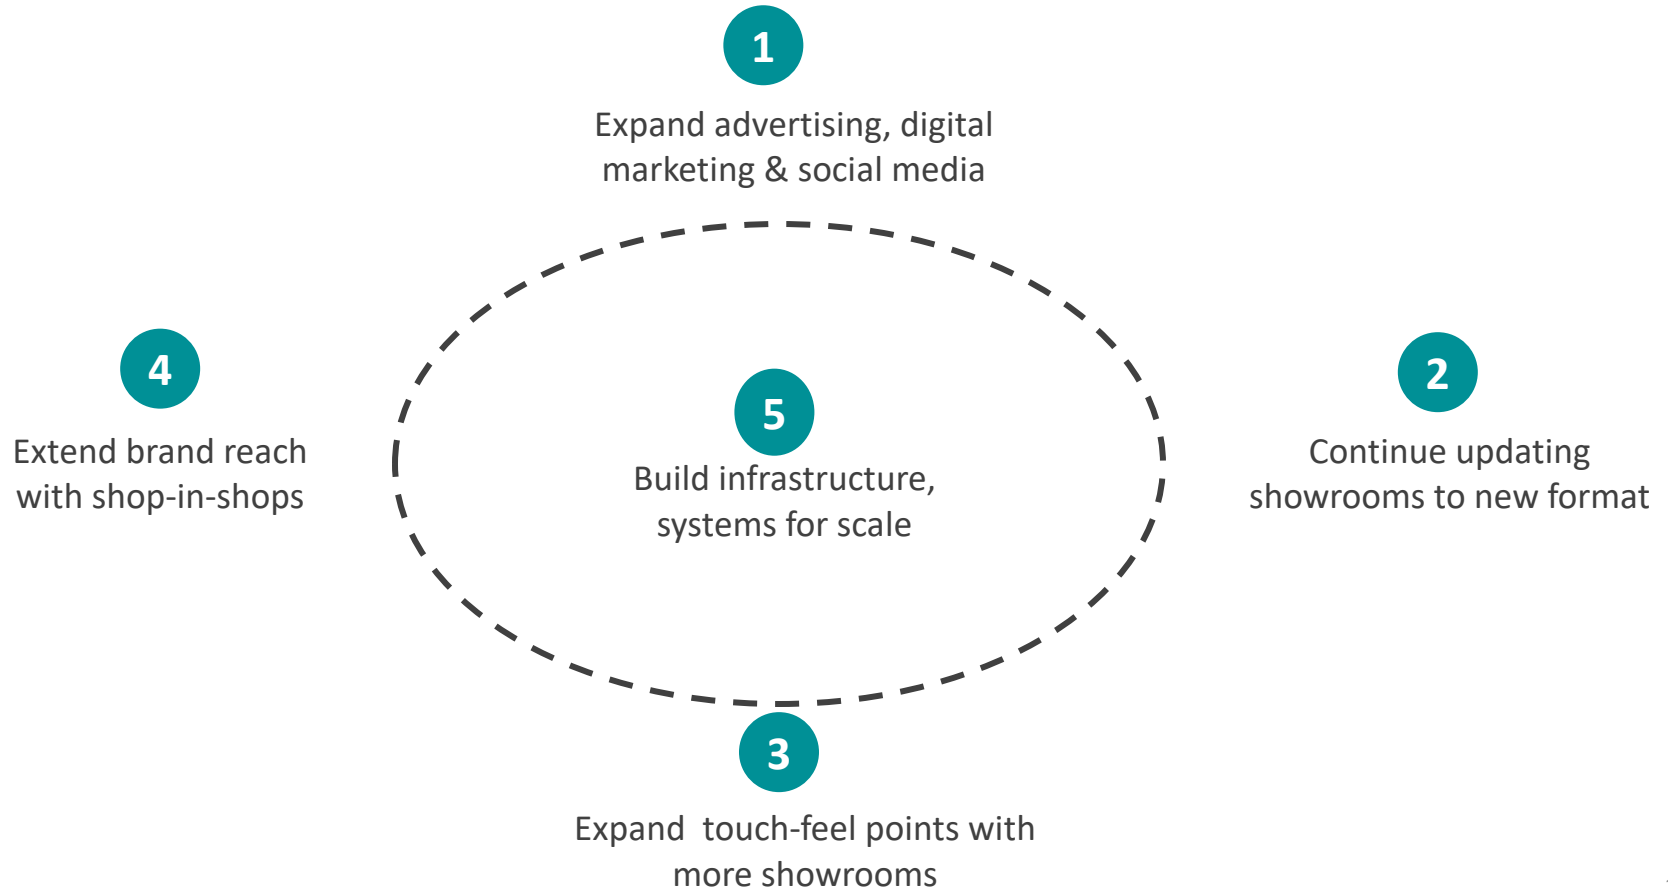 1
Expand advertising, digital
marketing & social media
2
Continue updating
showrooms to new format
3
Expand  touch-feel points with
more showrooms
4
Extend brand reach
with shop-in-shops
5
Build infrastructure,
systems for scale